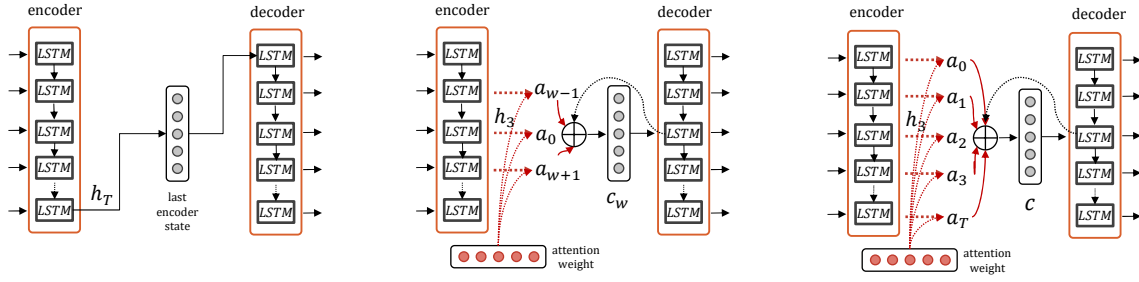 encoder
decoder
LSTM
LSTM
LSTM
LSTM
LSTM
LSTM
LSTM
LSTM
LSTM
LSTM
h_T
last
encoder
state
encoder
decoder
LSTM
LSTM
LSTM
LSTM
LSTM
LSTM
LSTM
LSTM
LSTM
LSTM
h_3
a_{w-1}
a_0
a_{w+1}
c_w
attention
weight
encoder
decoder
LSTM
LSTM
LSTM
LSTM
LSTM
LSTM
LSTM
LSTM
LSTM
LSTM
h_3
a_0
a_1
a_2
a_3
a_T
c
attention
weight